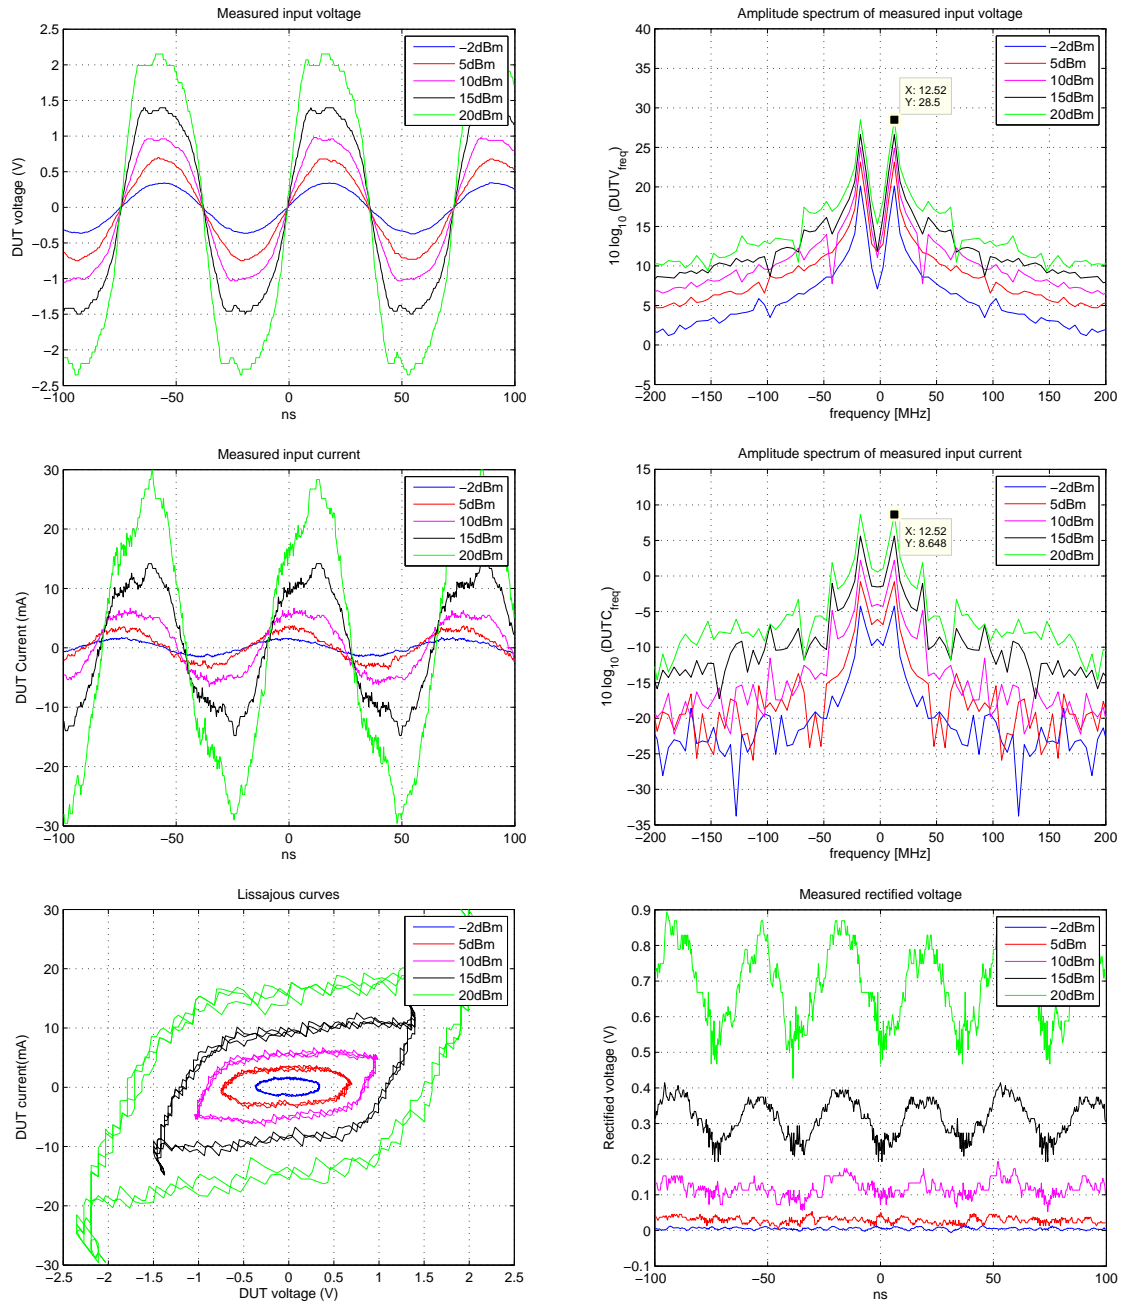 Measured input voltage
2.5
2
1.5
1
0.5
0
−0.5
−1
−1.5
−2
2.5
DUT voltage (V)
−100
−50
0
50
100
ns
−2dBm
5dBm
10dBm
15dBm
20dBm
Amplitude spectrum of measured input voltage
40
35
30
25
20
15
10
5
0
−5
10 log10 (DUTVfreq)
−200
−150
−100
−50
0
50
100
150
200
frequency [MHz]
X: 12.52
Y: 28.5
−2dBm
5dBm
10dBm
15dBm
20dBm
Measured input current
30
20
10
0
−10
−20
−30
DUT Current (mA)
−100
−50
0
50
100
ns
−2dBm
5dBm
10dBm
15dBm
20dBm
Amplitude spectrum of measured input current
15
10
5
0
−5
−10
−15
−20
−25
−30
−35
10 log10 (DUTCfreq)
−200
−150
−100
−50
0
50
100
150
200
frequency [MHz]
X: 12.52
Y: 8.648
−2dBm
5dBm
10dBm
15dBm
20dBm
Lissajous curves
30
20
10
0
−10
−20
−30
DUT current(mA)
−2.5
−2
−1.5
−1
−0.5
0
0.5
1
1.5
2
2.5
DUT voltage (V)
−2dBm
5dBm
10dBm
15dBm
20dBm
Measured rectified voltage
0.9
0.8
0.7
0.6
0.5
0.4
0.3
0.2
0.1
0
−0.1
Rectified voltage (V)
−100
−50
0
50
100
ns
−2dBm
5dBm
10dBm
15dBm
20dBm